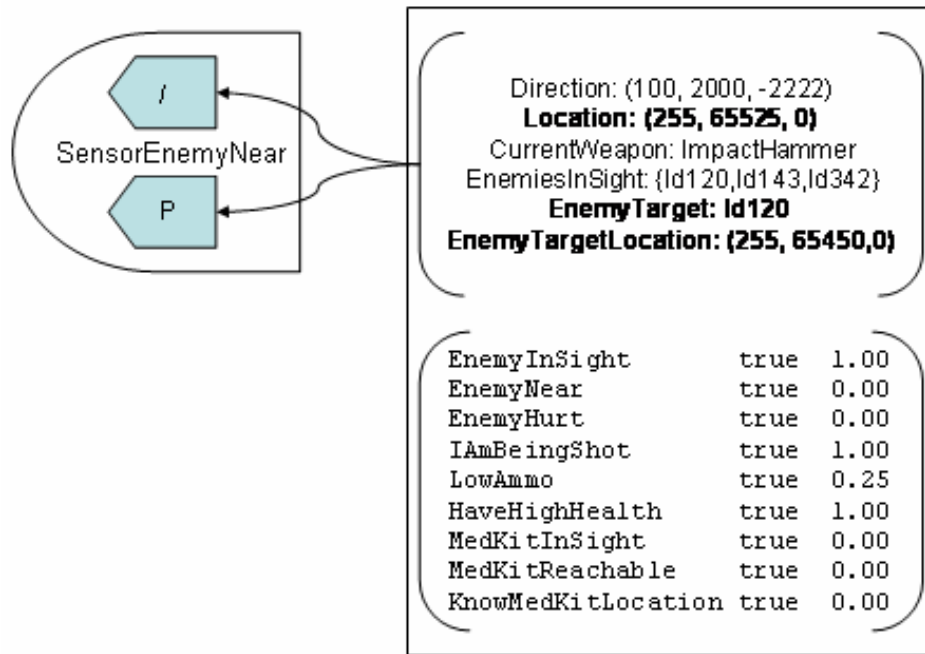 I
SensorEnemyNear
P
Direction: (100, 2000, -2222)
Location: (255, 65525, 0)
CurrentWeapon: ImpactHammer
EnemiesInSight: {Id120,Id143,Id342}
EnemyTarget: Id120
EnemyTargetLocation: (255, 65450,0)
EnemyInSight true 1.00
EnemyNear true 0.00
EnemyHurt true 0.00
IAmBeingShot true 1.00
LowAmmo true 0.25
HaveHighHealth true 1.00
MedKitInSight true 0.00
MedKitReachable true 0.00
KnowMedKitLocation true 0.00